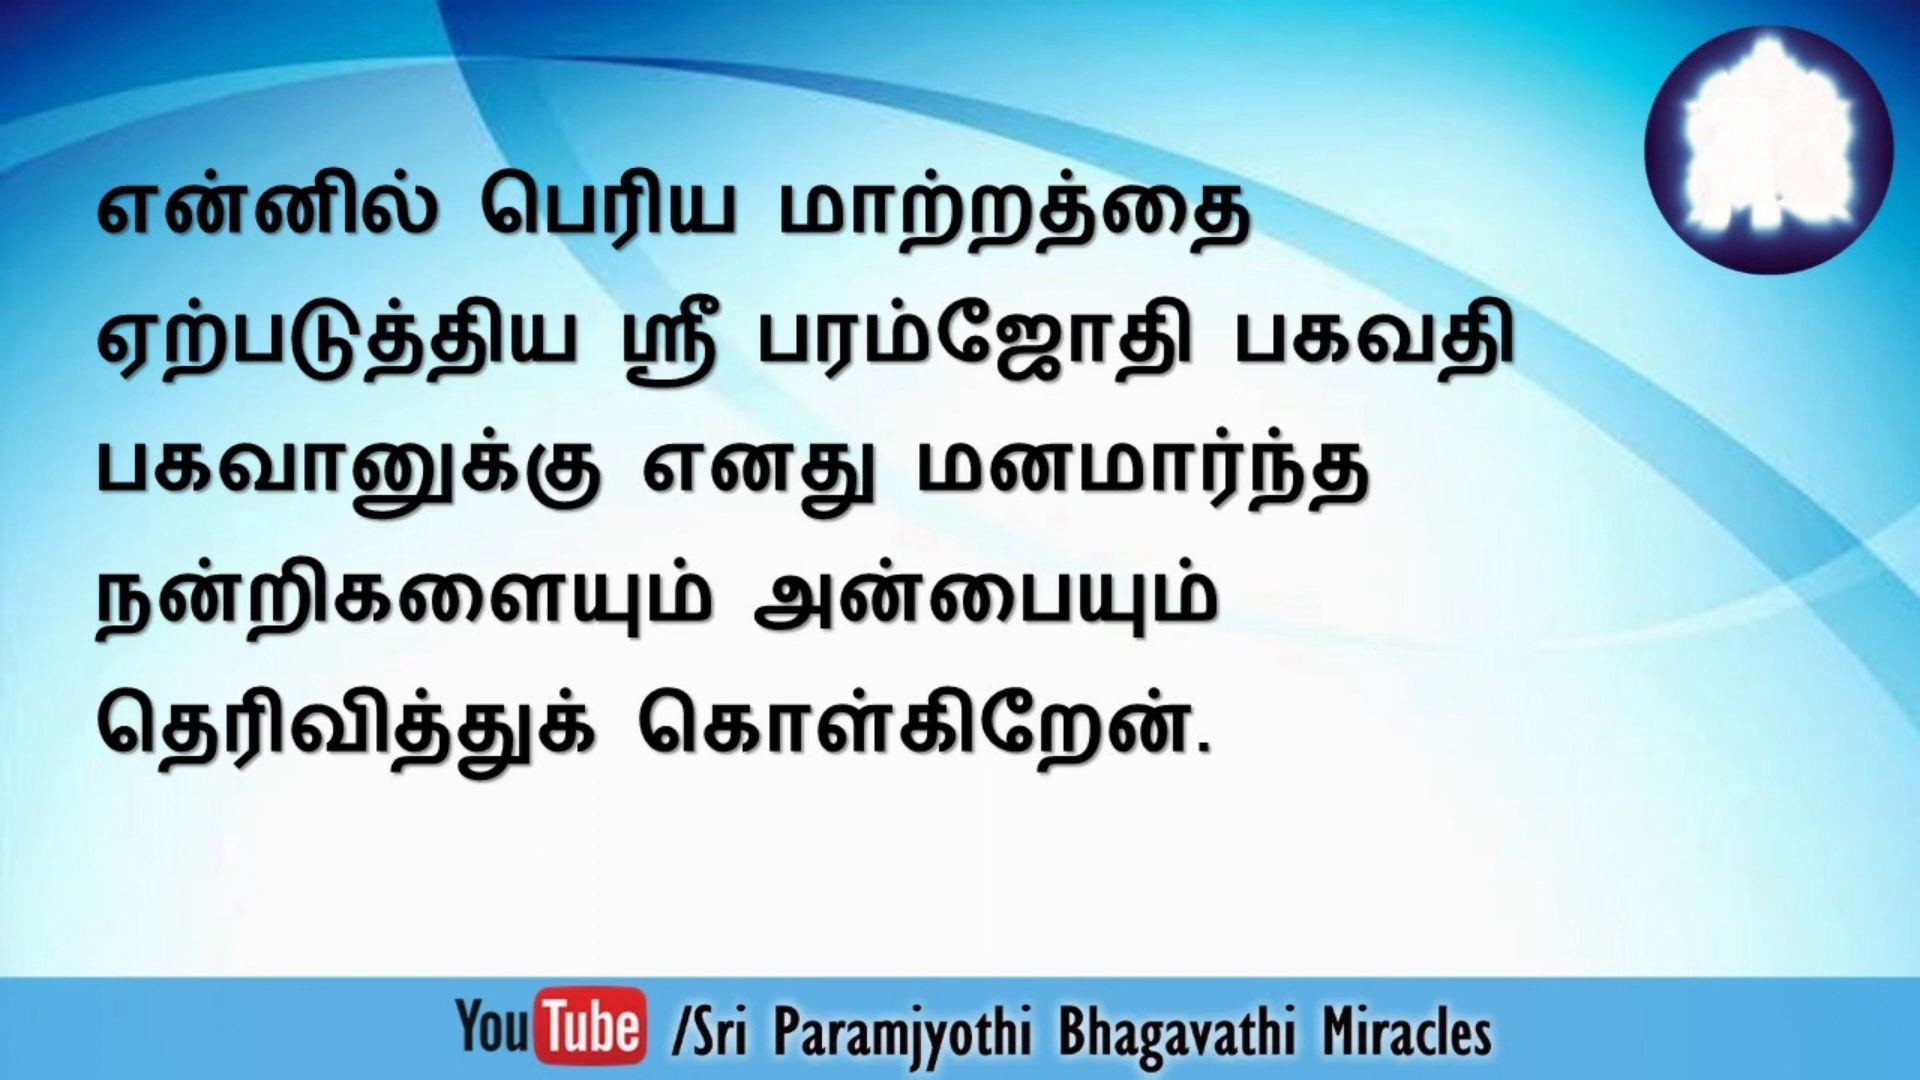 என்னில் பெரிய மாற்றத்தை
ஏற்படுத்திய ஸ்ரீ பரம்ஜோதி பகவதி
பகவானுக்கு எனது மனமார்ந்த
நன்றிகளையும் அன்பையும்
தெரிவித்துக் கொள்கிறேன்.
YouTube /Sri Paramjyothi Bhagavathi Miracles